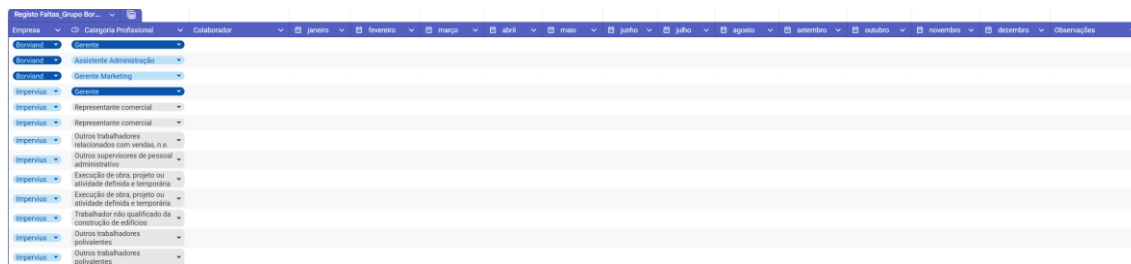 Registo Faltas_Grupo Bor...
Empresa Categoria Profissional Colaborador janeiro fevereiro março abril maio junho julho agosto setembro outubro novembro dezembro Observações
Borviand Gerente
Borviand Assistente Administração
Borviand Gerente Marketing
Impervius Gerente
Impervius Representante comercial
Impervius Representante comercial
Impervius Outros trabalhadores
relacionados com vendas, n.e.
Impervius Outros supervisores de pessoal
administrativo
Impervius Execução de obra, projeto ou
atividade definida e temporária
Impervius Execução de obra, projeto ou
atividade definida e temporária
Impervius Trabalhador não qualificado da
construção de edifícios
Impervius Outros trabalhadores
polivalentes
Impervius Outros trabalhadores
polivalentes